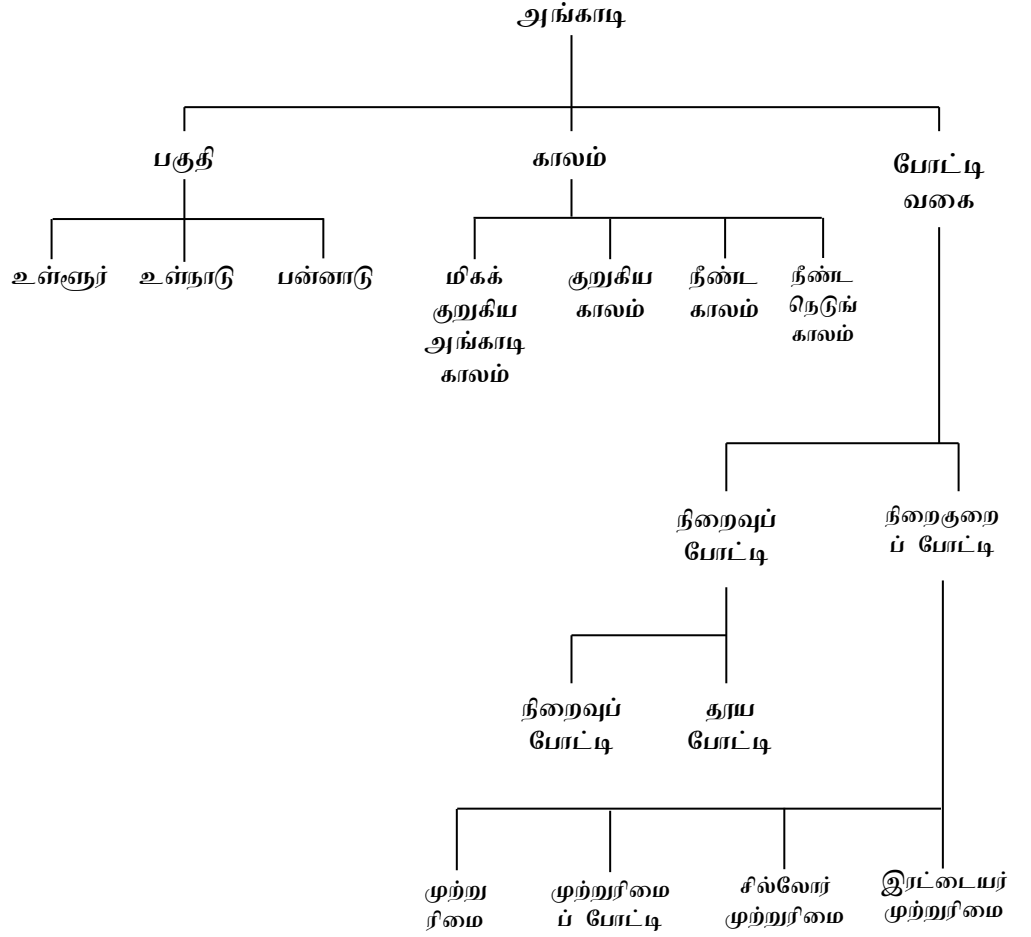 அங்காடி
பகுதி
காலம்
போட்டி
வகை
உள்ளூர்
உள்நாடு
பன்னாடு
மிகக்
குறுகிய
அங்காடி
காலம்
குறுகிய
காலம்
நீண்ட
காலம்
நீண்ட
நெடுங்
காலம்
நிறைவுப்
போட்டி
நிறைகுறை
ப் போட்டி
நிறைவுப்
போட்டி
தூய
போட்டி
முற்று
ரிமை
முற்றுரிமை
ப் போட்டி
சில்லோர்
முற்றுரிமை
இரட்டையர்
முற்றுரிமை